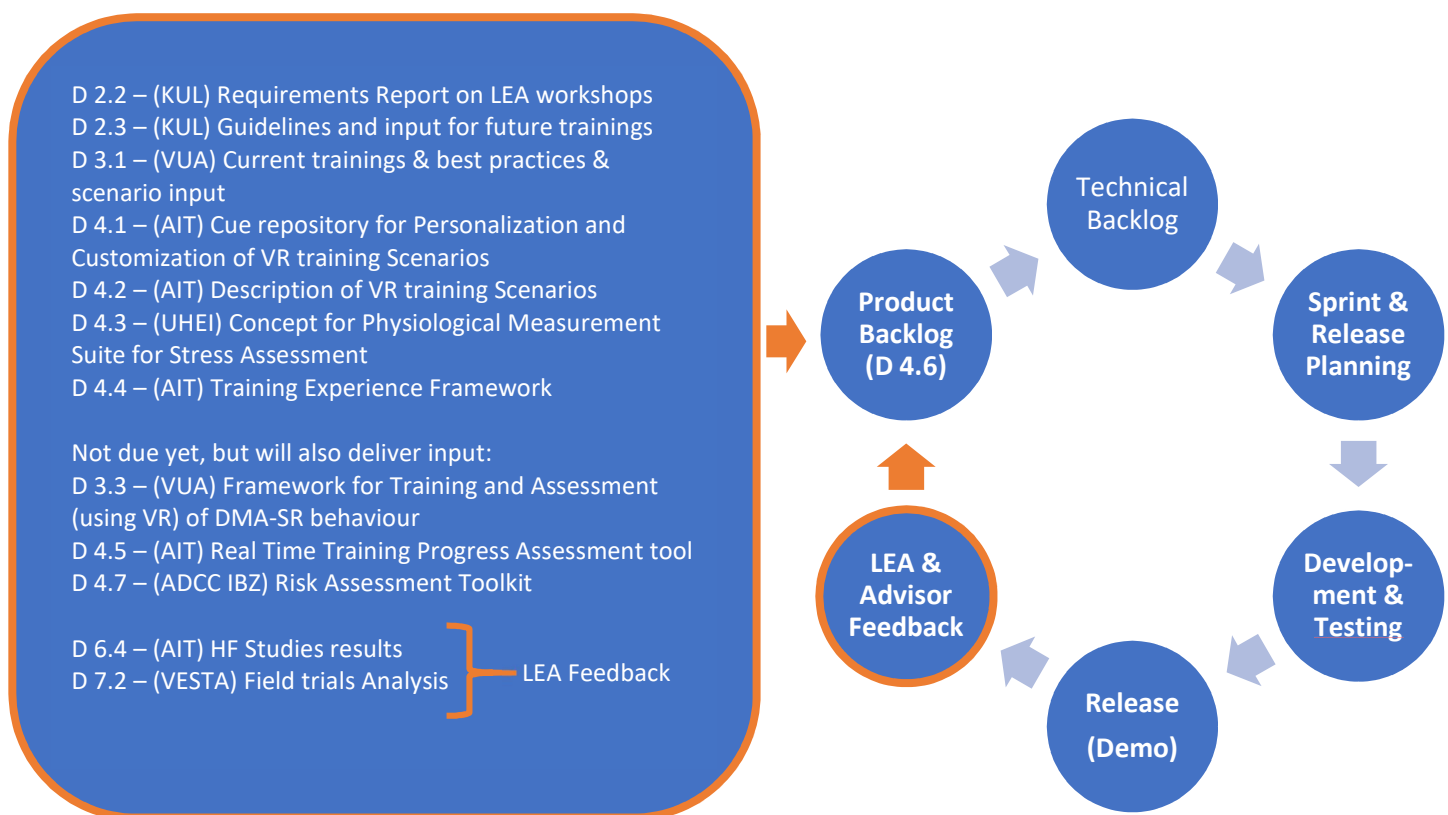 D 2.2 – (KUL) Requirements Report on LEA workshops
D 2.3 – (KUL) Guidelines and input for future trainings
D 3.1 – (VUA) Current trainings & best practices &
scenario input
D 4.1 – (AIT) Cue repository for Personalization and
Customization of VR training Scenarios
D 4.2 – (AIT) Description of VR training Scenarios
D 4.3 – (UHEI) Concept for Physiological Measurement
Suite for Stress Assessment
D 4.4 – (AIT) Training Experience Framework
Not due yet, but will also deliver input:
D 3.3 – (VUA) Framework for Training and Assessment
(using VR) of DMA-SR behaviour
D 4.5 – (AIT) Real Time Training Progress Assessment tool
D 4.7 – (ADCC IBZ) Risk Assessment Toolkit
D 6.4 – (AIT) HF Studies results
D 7.2 – (VESTA) Field trials Analysis
LEA Feedback
Product
Backlog
(D 4.6)
Technical
Backlog
Sprint &
Release
Planning
Develop-
ment &
Testing
Release
(Demo)
LEA &
Advisor
Feedback